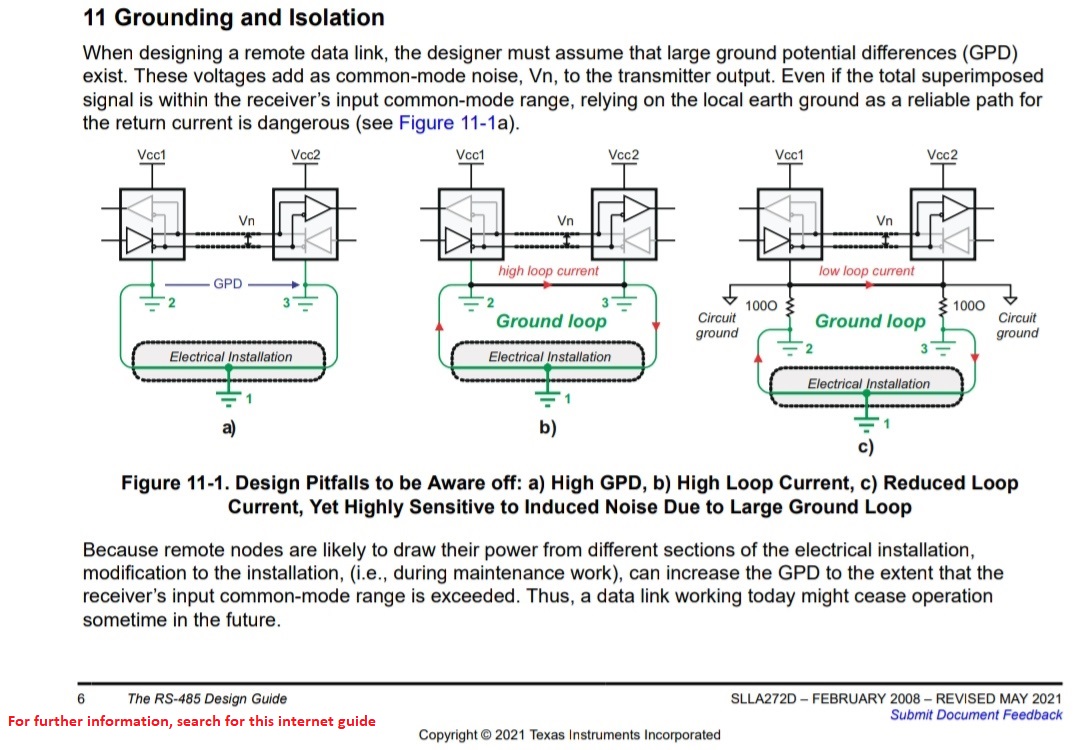 11 Grounding and Isolation
When designing a remote data link, the designer must assume that large ground potential differences (GPD)
exist. These voltages add as common-mode noise, Vn, to the transmitter output. Even if the total superimposed
signal is within the receiver's input common-mode range, relying on the local earth ground as a reliable path for
the return current is dangerous (see Figure 11-1a).
Vcc1 Vcc2
Vn
GPD
2 3
Electrical Installation
1
a)
Vcc1 Vcc2
Vn
high loop current
2 3
Ground loop
Electrical Installation
1
b)
Vcc1 Vcc2
Vn
low loop current
100O 100O
Circuit
ground
Ground loop
Circuit
ground
2 3
Electrical Installation
1
c)
Figure 11-1. Design Pitfalls to be Aware off: a) High GPD, b) High Loop Current, c) Reduced Loop
Current, Yet Highly Sensitive to Induced Noise Due to Large Ground Loop
Because remote nodes are likely to draw their power from different sections of the electrical installation,
modification to the installation, (i.e., during maintenance work), can increase the GPD to the extent that the
receiver's input common-mode range is exceeded. Thus, a data link working today might cease operation
sometime in the future.
6 The RS-485 Design Guide
SLLA272D – FEBRUARY 2008 – REVISED MAY 2021
Submit Document Feedback
For further information, search for this internet guide
Copyright © 2021 Texas Instruments Incorporated